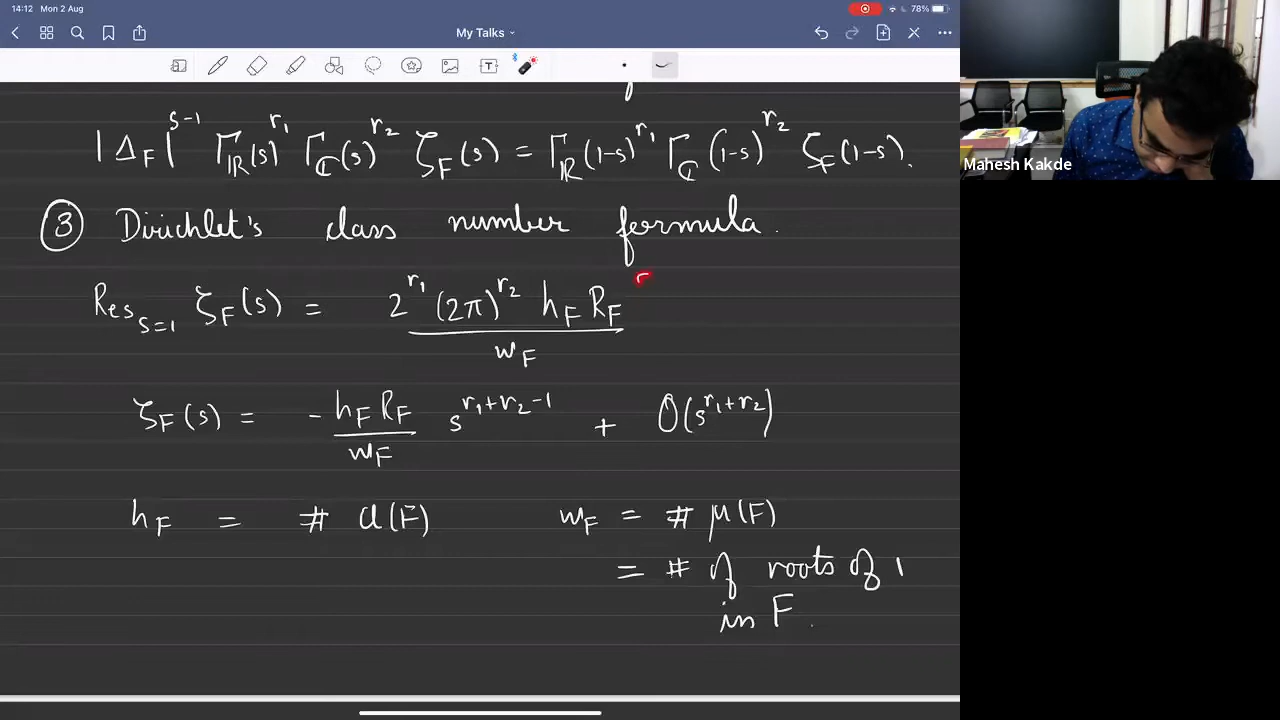 14:12 Mon 2 Aug
78%
My Talks
|Δ_F|^{s-1} Γ_ℝ(s)^{r_1} Γ_ℂ(s)^{r_2} ζ_F(s) = Γ_ℝ(1-s)^{r_1} Γ_ℂ(1-s)^{r_2} ζ_F(1-s).
③ Dirichlet's class number formula.
Res_{s=1} ζ_F(s) = 2^{r_1} (2π)^{r_2} h_F R_F / w_F
ζ_F(s) = - h_F R_F / w_F s^{r_1+r_2-1} + O(s^{r_1+r_2})
h_F = # Cl(F) w_F = # μ(F)
= # of roots of 1
in F.
Mahesh Kakde